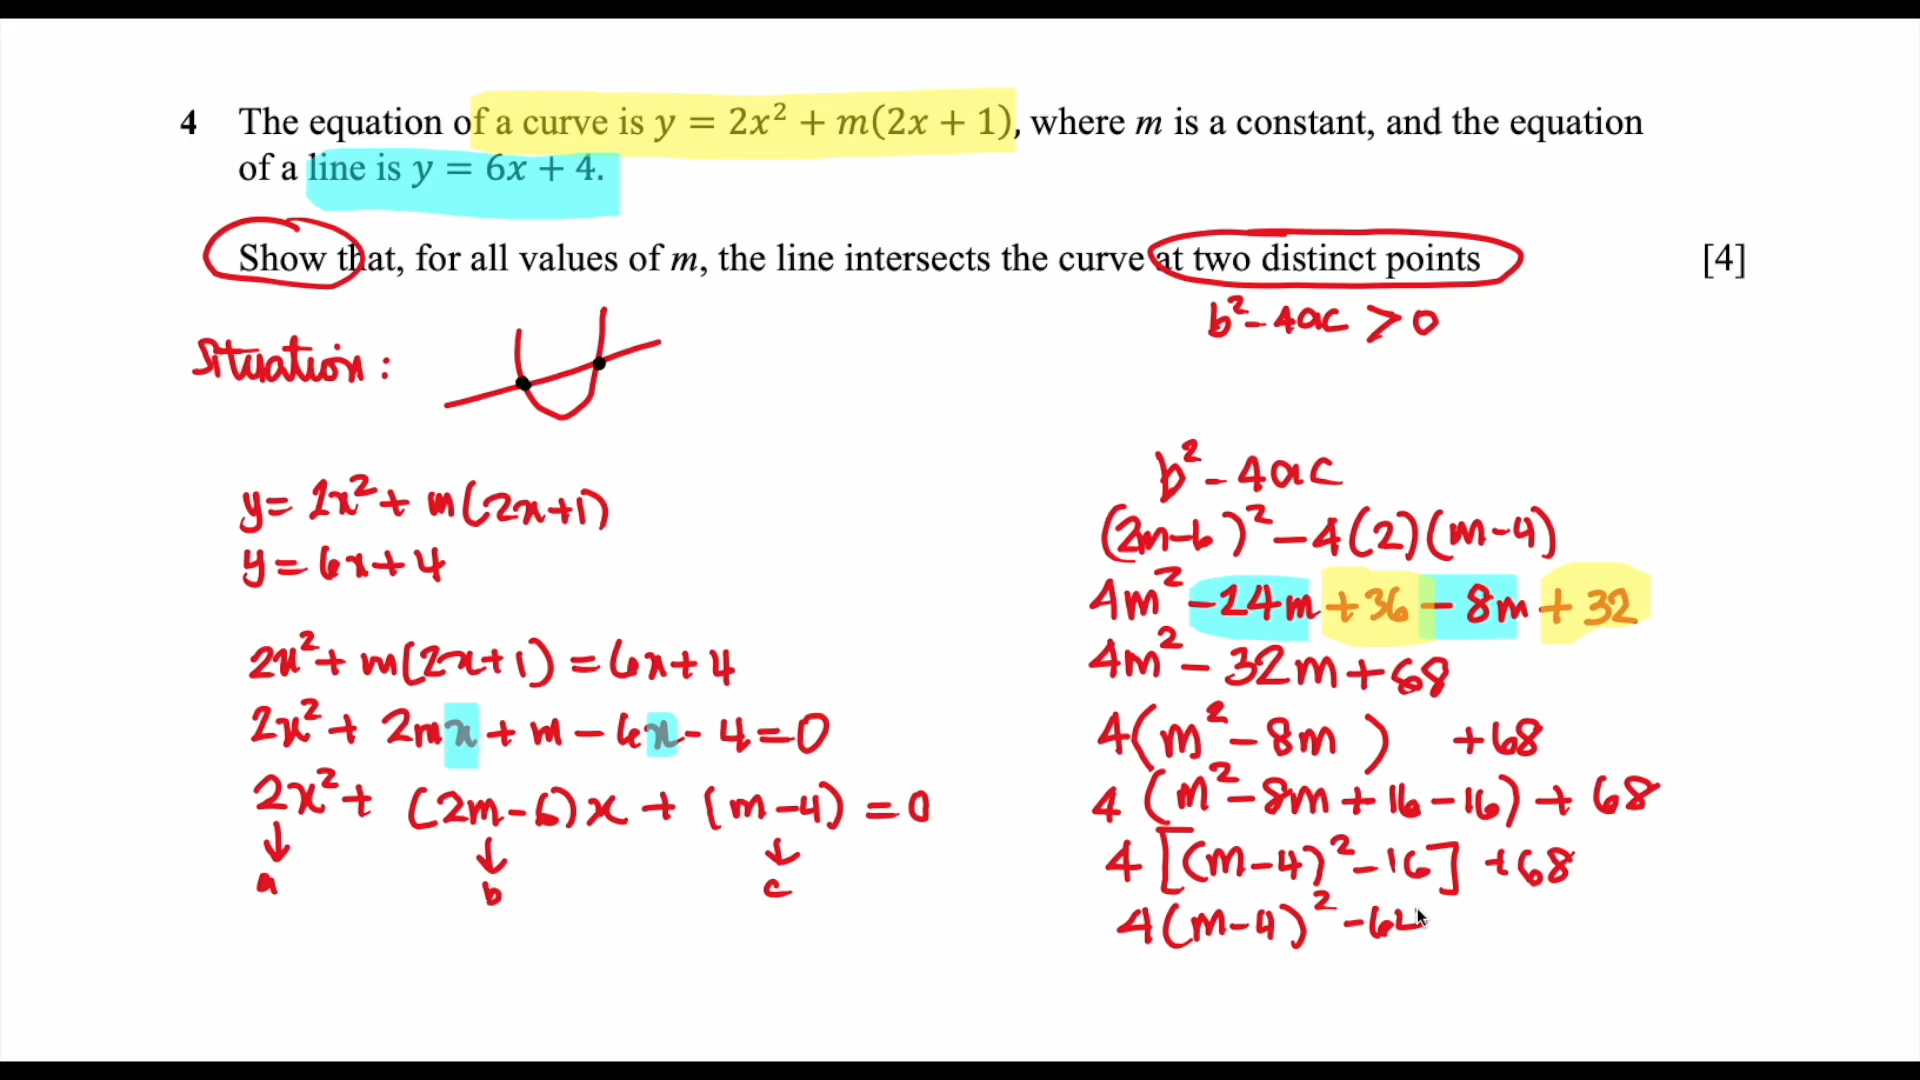 4 The equation of a curve is y = 2x² + m(2x + 1), where m is a constant, and the equation
of a line is y = 6x + 4.
Show that, for all values of m, the line intersects the curve at two distinct points [4]
b²-4ac > 0
Situation :
y = 2x² + m(2x+1)
y = 6x+4
2x² + m(2x+1) = 6x+4
2x² + 2mx + m - 6x - 4 = 0
2x² + (2m-6)x + (m-4) = 0
a b c
b² - 4ac
(2m-6)² - 4(2)(m-4)
4m² - 24m + 36 - 8m + 32
4m² - 32m + 68
4(m² - 8m ) + 68
4 (m² - 8m + 16 - 16) + 68
4 [(m-4)² - 16] + 68
4(m-4)² - 64